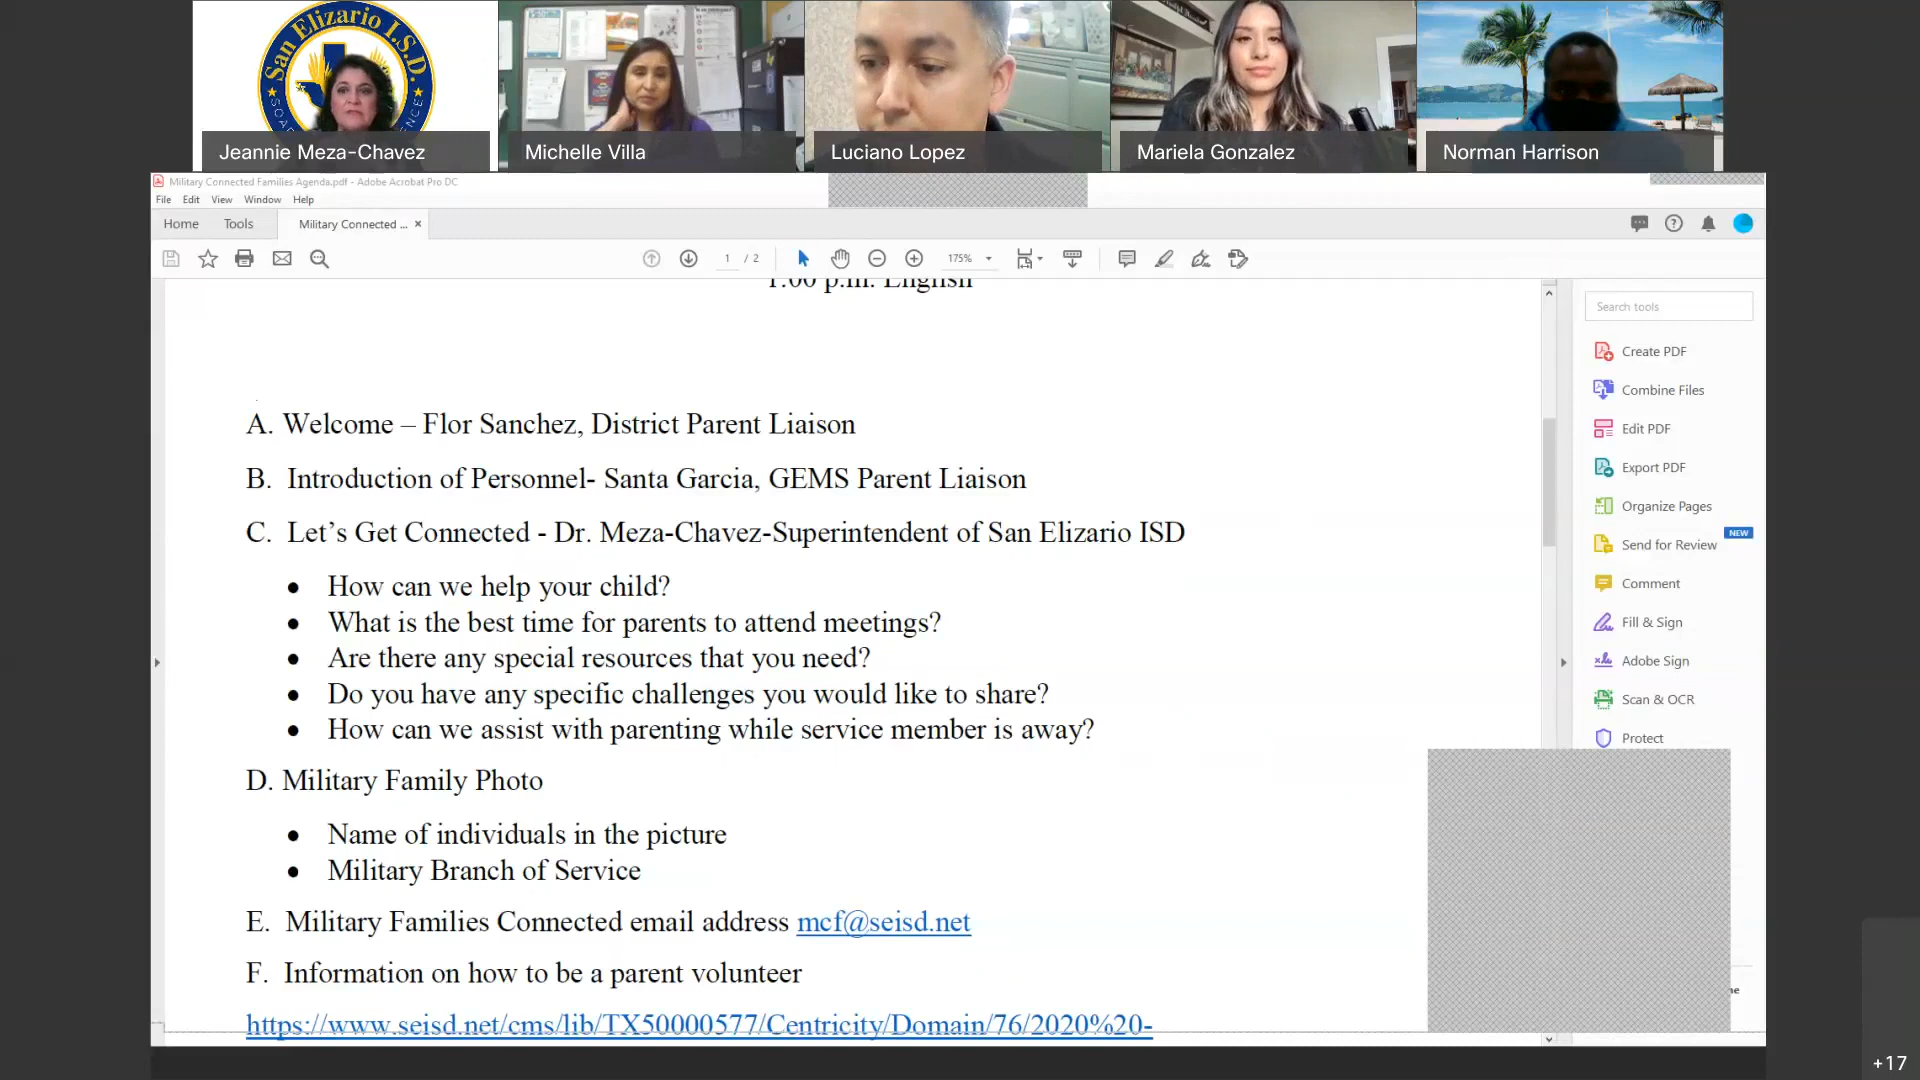 San Elizario I.S.D.
Jeannie Meza-Chavez
Michelle Villa
Luciano Lopez
Mariela Gonzalez
Norman Harrison
Military Connected Families Agenda.pdf - Adobe Acrobat Pro DC
File Edit View Window Help
Home Tools Military Connected ... ×
1 / 2 175%
1:00 p.m. English
Search tools
A. Welcome – Flor Sanchez, District Parent Liaison
B. Introduction of Personnel- Santa Garcia, GEMS Parent Liaison
C. Let’s Get Connected - Dr. Meza-Chavez-Superintendent of San Elizario ISD
• How can we help your child?
• What is the best time for parents to attend meetings?
• Are there any special resources that you need?
• Do you have any specific challenges you would like to share?
• How can we assist with parenting while service member is away?
D. Military Family Photo
• Name of individuals in the picture
• Military Branch of Service
E. Military Families Connected email address mcf@seisd.net
F. Information on how to be a parent volunteer
https://www.seisd.net/cms/lib/TX50000577/Centricity/Domain/76/2020%20-
Create PDF
Combine Files
Edit PDF
Export PDF
Organize Pages
Send for Review NEW
Comment
Fill & Sign
Adobe Sign
Scan & OCR
Protect
+17